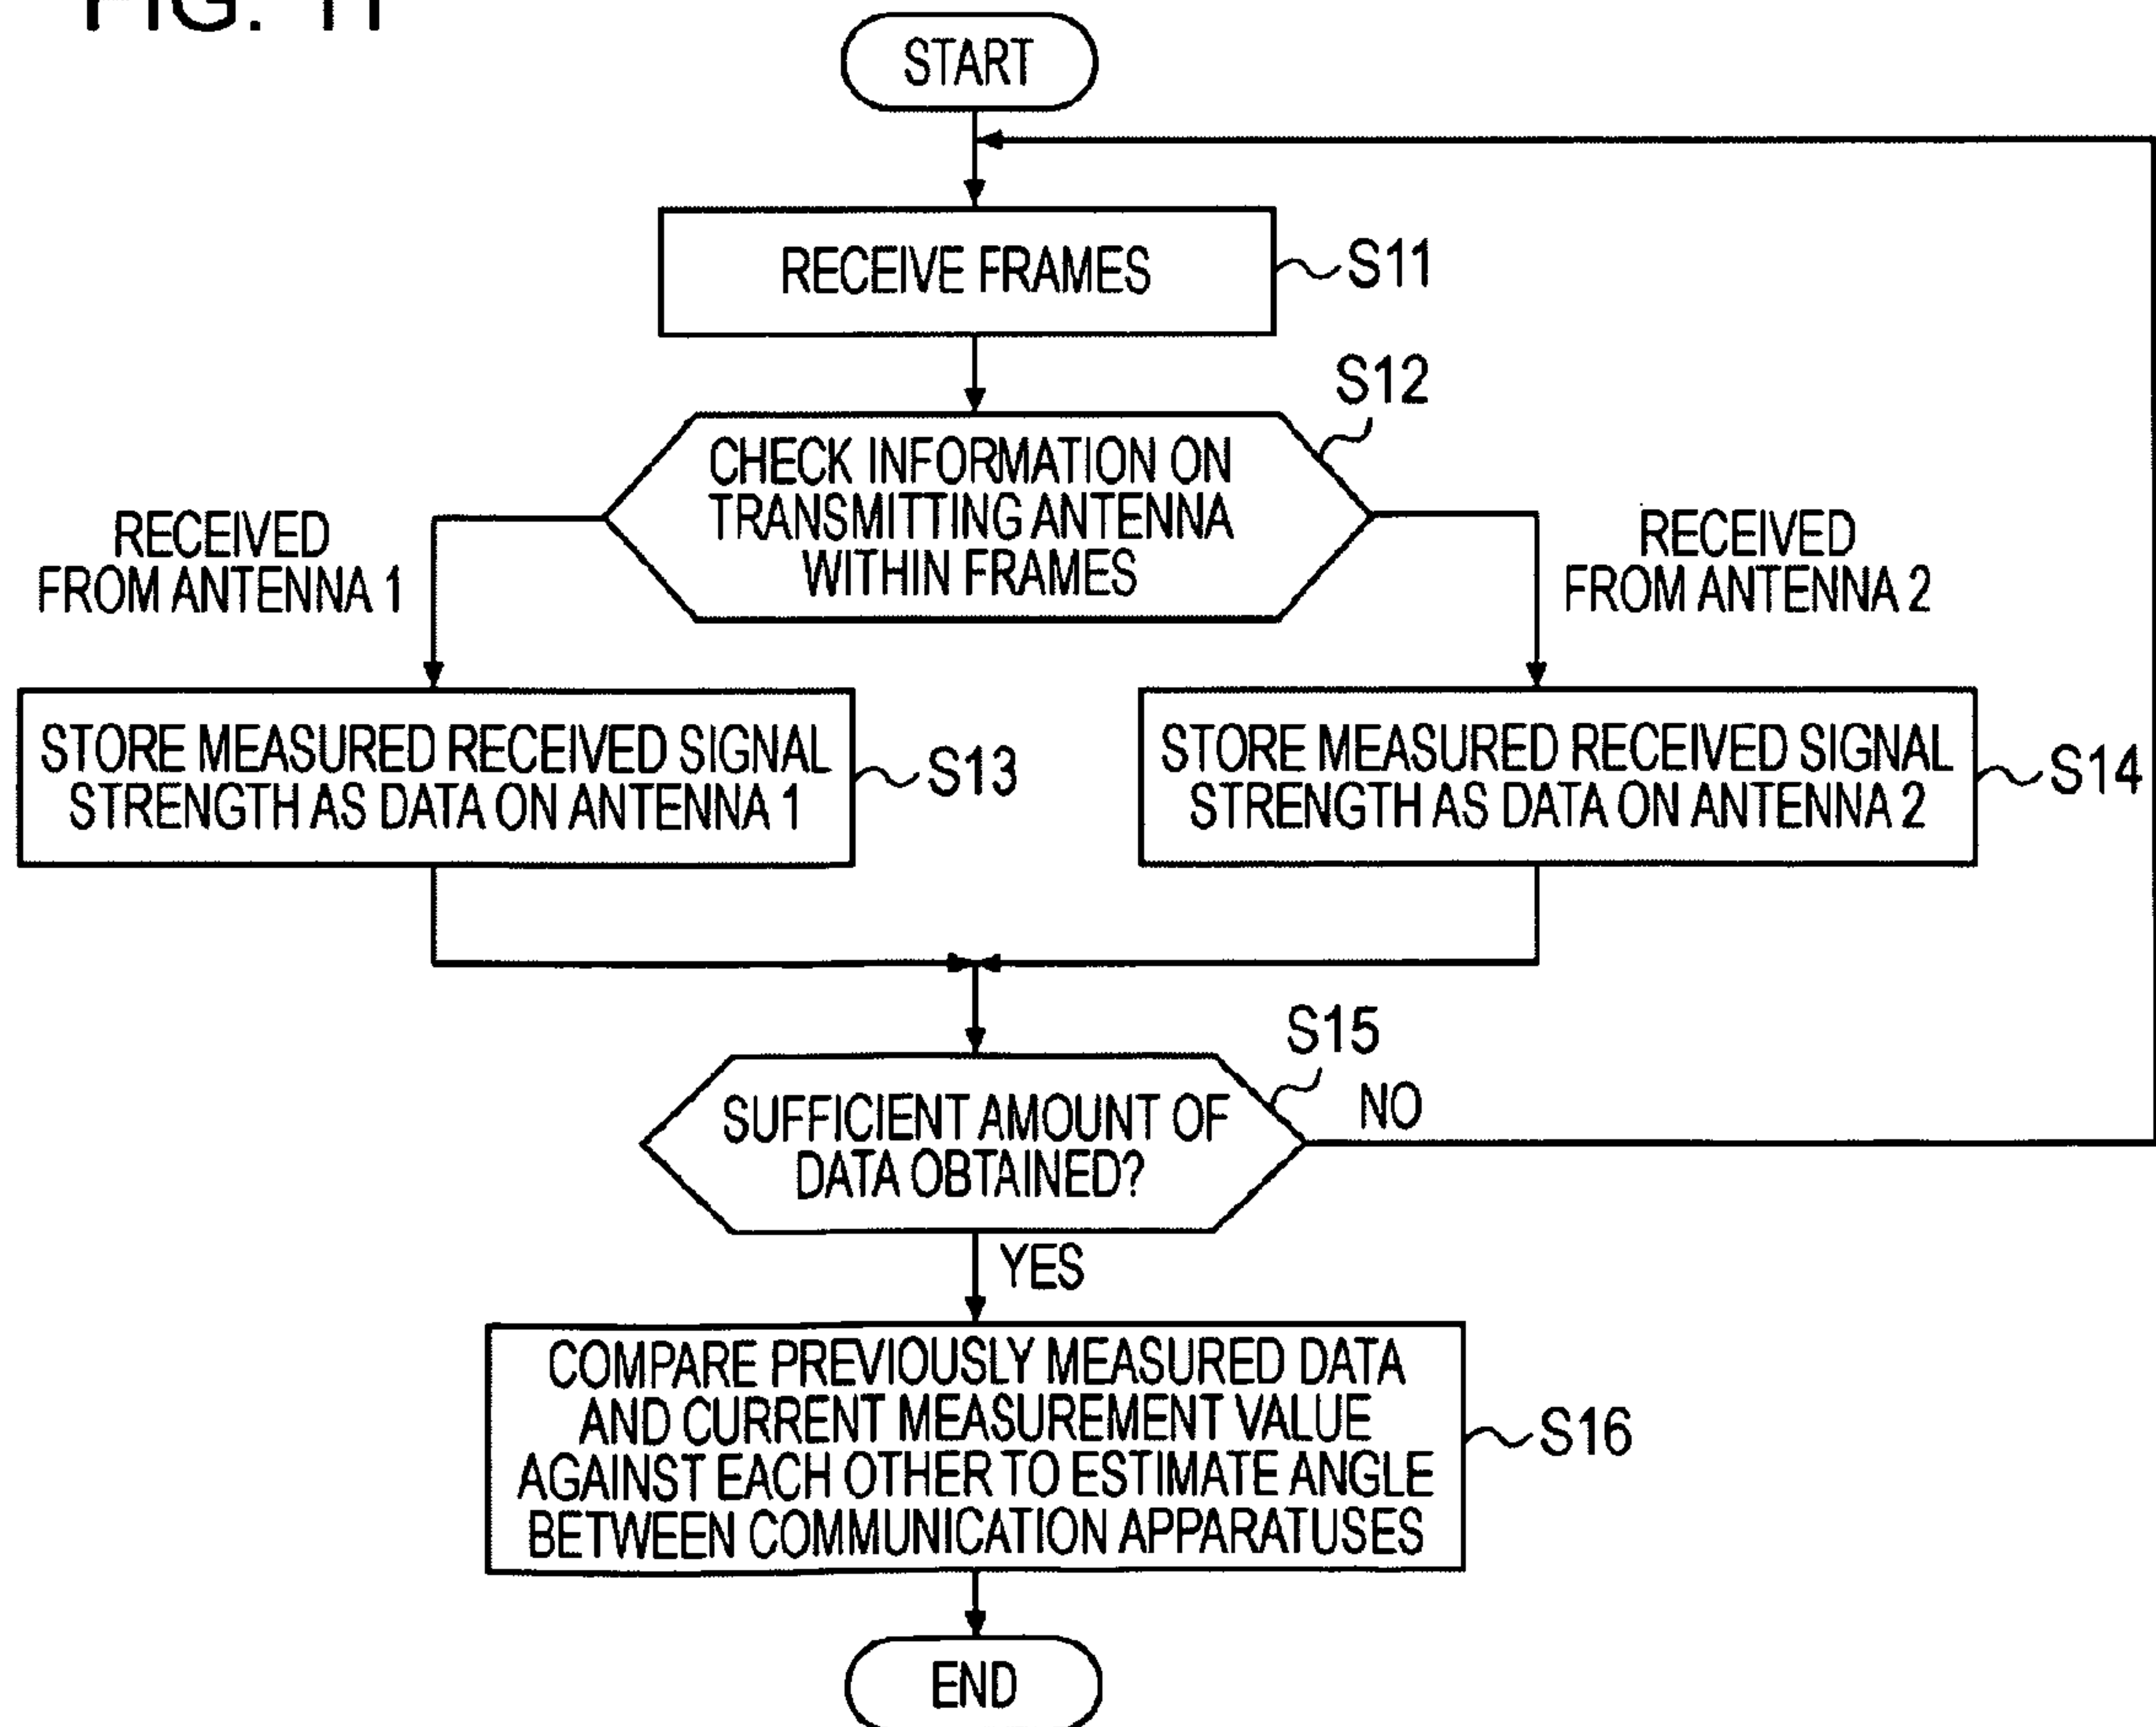 FIG. 11
START
RECEIVE FRAMES
S11
S12
CHECK INFORMATION ON
TRANSMITTING ANTENNA
WITHIN FRAMES
RECEIVED
FROM ANTENNA 1
RECEIVED
FROM ANTENNA 2
STORE MEASURED RECEIVED SIGNAL
STRENGTH AS DATA ON ANTENNA 1
S13
STORE MEASURED RECEIVED SIGNAL
STRENGTH AS DATA ON ANTENNA 2
S14
S15
SUFFICIENT AMOUNT OF
DATA OBTAINED?
NO
YES
COMPARE PREVIOUSLY MEASURED DATA
AND CURRENT MEASUREMENT VALUE
AGAINST EACH OTHER TO ESTIMATE ANGLE
BETWEEN COMMUNICATION APPARATUSES
S16
END